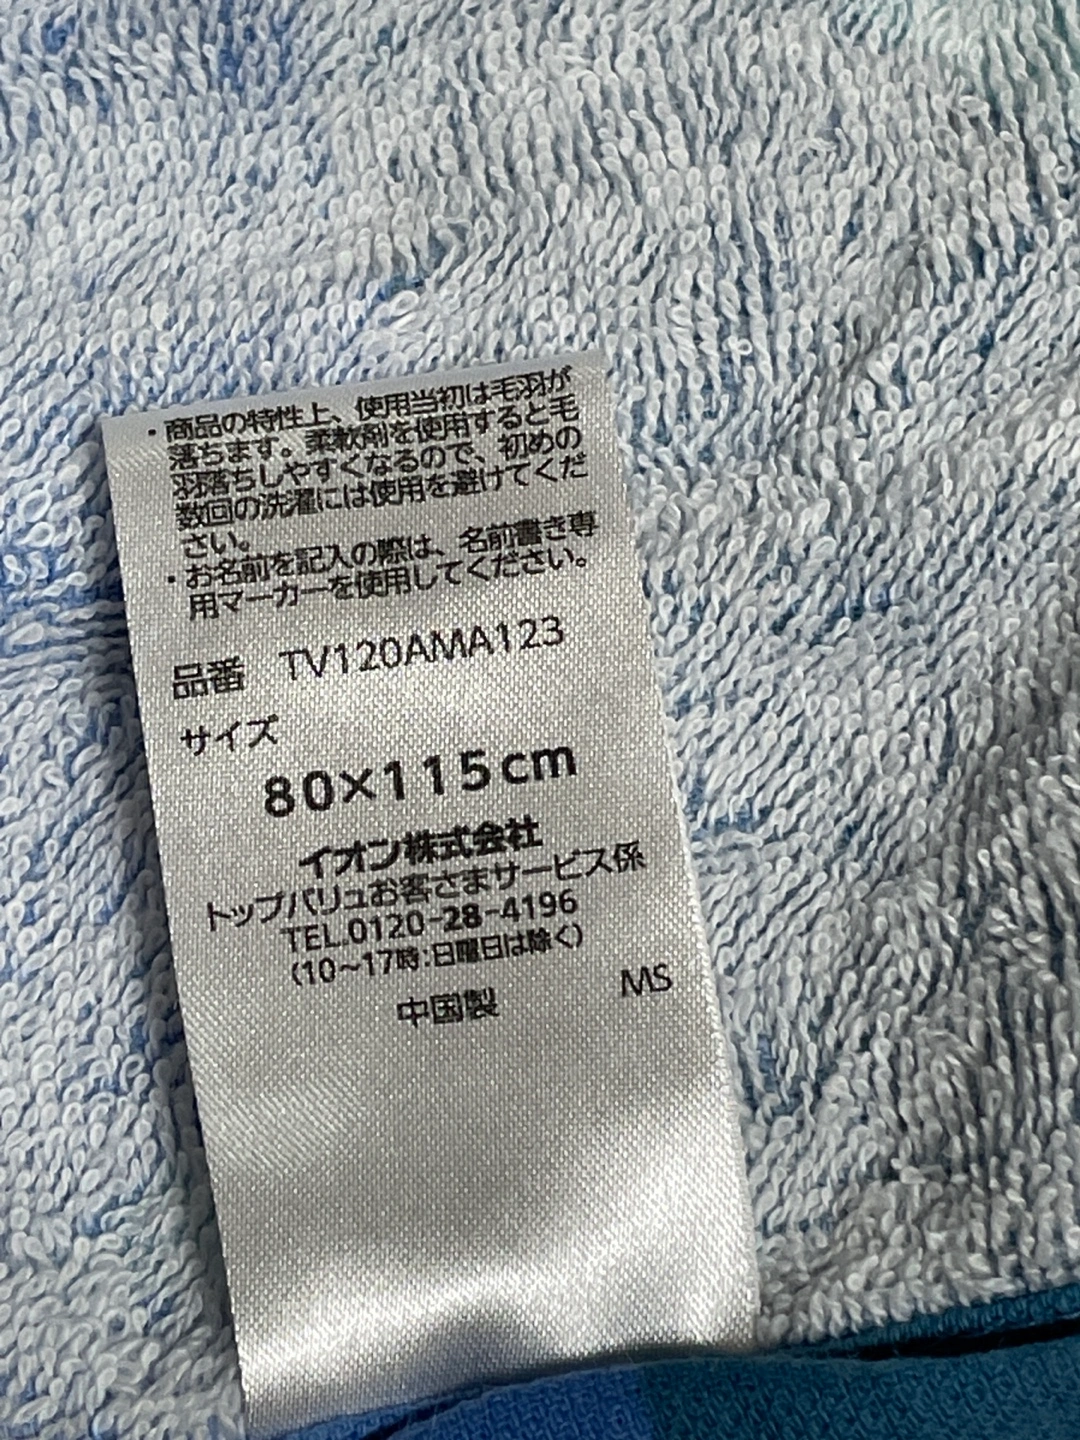 ・商品の特性上、使用当初は毛羽が
落ちます。柔軟剤を使用すると毛
羽落ちしやすくなるので、初めの
数回の洗濯には使用を避けてくだ
さい。
・お名前を記入の際は、名前書き専
用マーカーを使用してください。
品番 TV120AMA123
サイズ
80×115cm
イオン株式会社
トップバリュお客さまサービス係
TEL.0120-28-4196
(10～17時:日曜日は除く)
中国製 MS